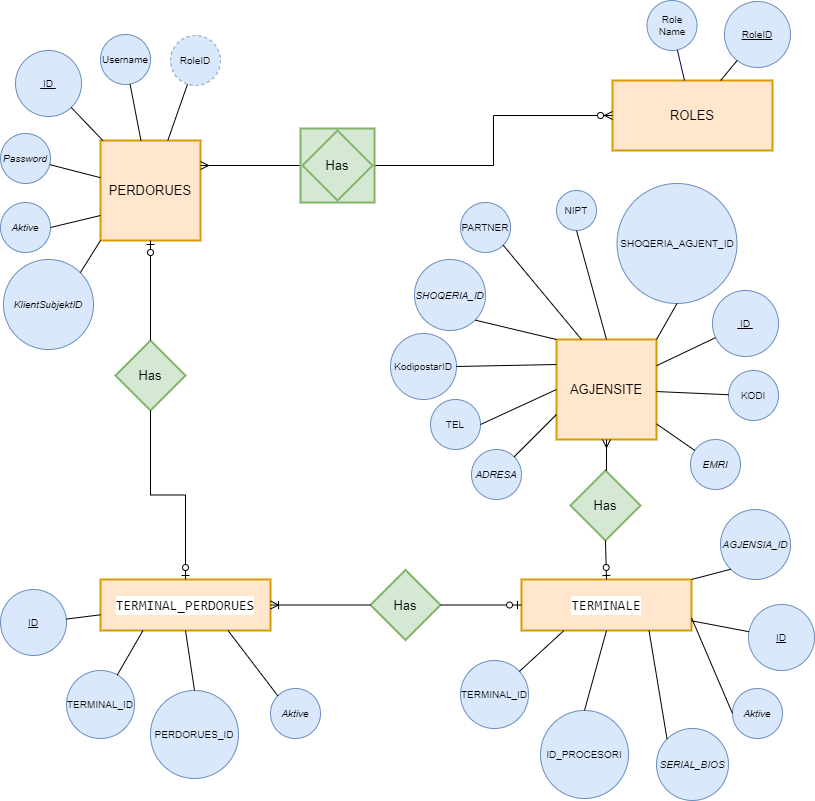 Role
Name
RoleID
Username
RoleID
ID
ROLES
Password
Has
PERDORUES
NIPT
PARTNER
Aktive
SHOQERIA_AGJENT_ID
SHOQERIA_ID
KlientSubjektID
ID
KodipostarID
Has
AGJENSITE
KODI
TEL
EMRI
ADRESA
Has
AGJENSIA_ID
TERMINAL_PERDORUES
Has
TERMINALE
ID
ID
TERMINAL_ID
TERMINAL_ID
Aktive
Aktive
PERDORUES_ID
ID_PROCESORI
SERIAL_BIOS